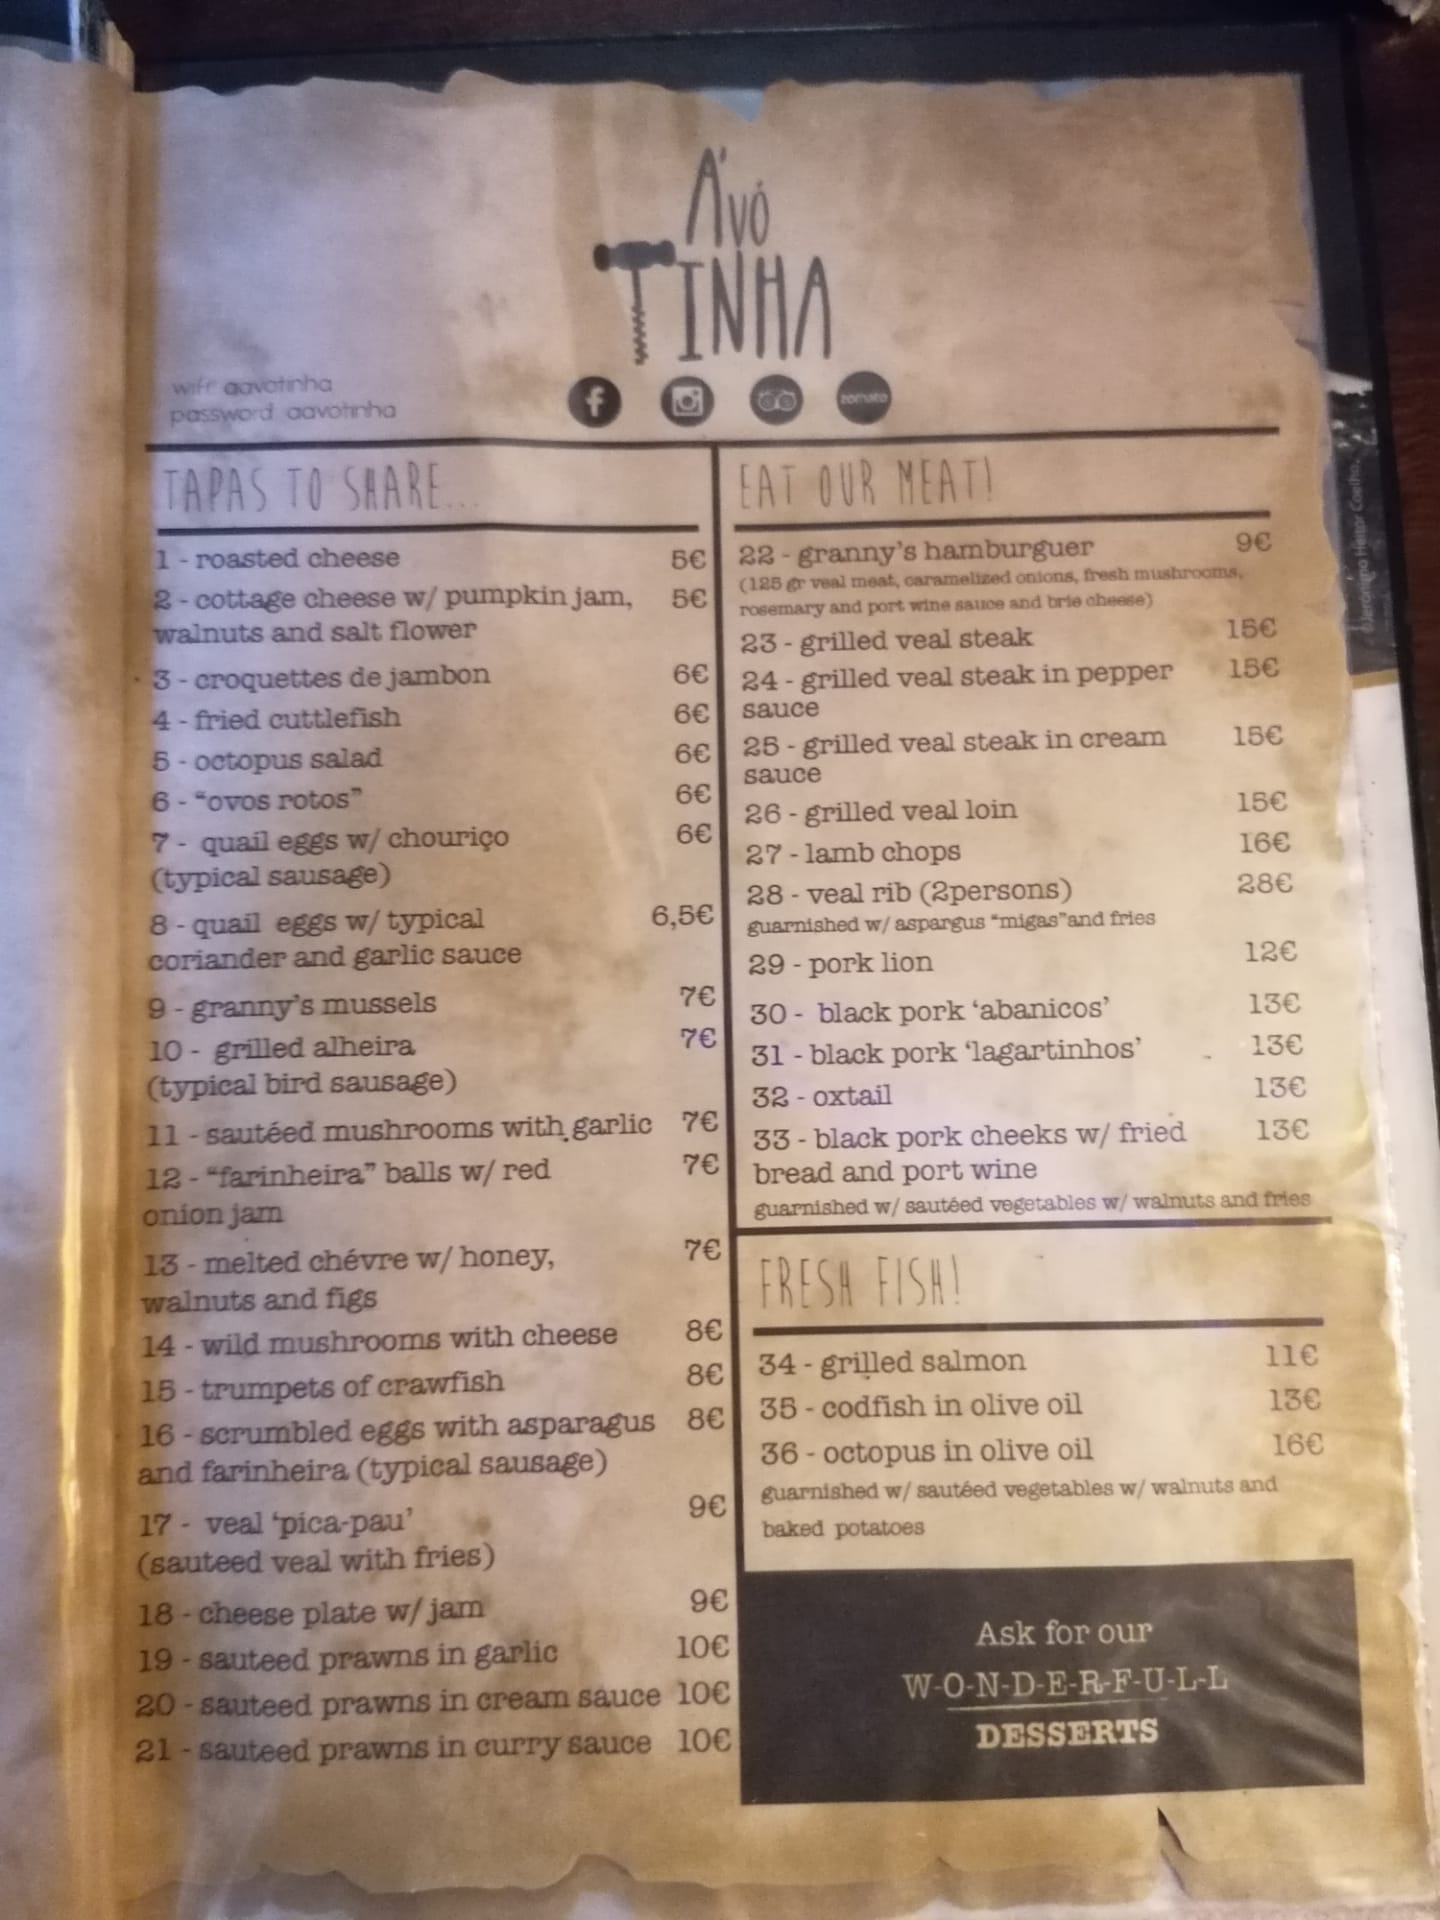 A'vó
TINHA
wifi aavotinha
password aavotinha
zomato
TAPAS TO SHARE...
1 - roasted cheese 5€
2 - cottage cheese w/ pumpkin jam, 5€
walnuts and salt flower
3 - croquettes de jambon 6€
4 - fried cuttlefish 6€
5 - octopus salad 6€
6 - "ovos rotos" 6€
7 - quail eggs w/ chouriço 6€
(typical sausage)
8 - quail eggs w/ typical 6,5€
coriander and garlic sauce
9 - granny's mussels 7€
10 - grilled alheira 7€
(typical bird sausage)
11 - sautéed mushrooms with garlic 7€
12 - "farinheira" balls w/ red 7€
onion jam
13 - melted chévre w/ honey, 7€
walnuts and figs
14 - wild mushrooms with cheese 8€
15 - trumpets of crawfish 8€
16 - scrumbled eggs with asparagus 8€
and farinheira (typical sausage)
17 - veal 'pica-pau' 9€
(sauteed veal with fries)
18 - cheese plate w/ jam 9€
19 - sauteed prawns in garlic 10€
20 - sauteed prawns in cream sauce 10€
21 - sauteed prawns in curry sauce 10€
EAT OUR MEAT!
22 - granny's hamburguer 9€
(125 gr veal meat, caramelized onions, fresh mushrooms,
rosemary and port wine sauce and brie cheese)
23 - grilled veal steak 15€
24 - grilled veal steak in pepper 15€
sauce
25 - grilled veal steak in cream 15€
sauce
26 - grilled veal loin 15€
27 - lamb chops 16€
28 - veal rib (2persons) 28€
guarnished w/ aspargus "migas"and fries
29 - pork lion 12€
30 - black pork 'abanicos' 13€
31 - black pork 'lagartinhos' 13€
32 - oxtail 13€
33 - black pork cheeks w/ fried 13€
bread and port wine
guarnished w/ sautéed vegetables w/ walnuts and fries
FRESH FISH!
34 - grilled salmon 11€
35 - codfish in olive oil 13€
36 - octopus in olive oil 16€
guarnished w/ sautéed vegetables w/ walnuts and
baked potatoes
Ask for our
W-O-N-D-E-R-F-U-L-L
DESSERTS
Heitor Coelho